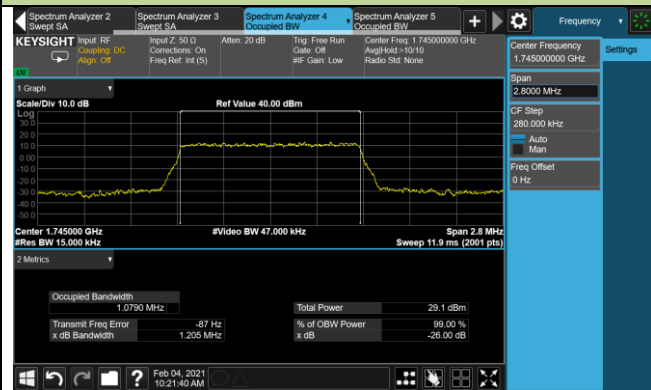 Spectrum Analyzer 2
Swept SA
Spectrum Analyzer 3
Swept SA
Spectrum Analyzer 4
Occupied BW
Spectrum Analyzer 5
Occupied BW
Frequency
KEYSIGHT
Input: RF
Coupling: DC
Align: Off
Input Z: 50 Ω
Corrections: On
Freq Ref: Int (S)
Atten: 20 dB
Trig: Free Run
Gate: Off
#IF Gain: Low
Center Freq: 1.745000000 GHz
Avg|Hold:>10/10
Radio Std: None
Center Frequency
1.745000000 GHz
Settings
Span
2.8000 MHz
CF Step
280.000 kHz
Auto
Man
Freq Offset
0 Hz
1 Graph
Scale/Div 10.0 dB
Ref Value 40.00 dBm
Log
30.0
20.0
10.0
0.00
-10.0
-20.0
-30.0
-40.0
-50.0
Center 1.745000 GHz
#Video BW 47.000 kHz
Span 2.8 MHz
#Res BW 15.000 kHz
Sweep 11.9 ms (2001 pts)
2 Metrics
Occupied Bandwidth
1.0790 MHz
Total Power
29.1 dBm
Transmit Freq Error
-87 Hz
% of OBW Power
99.00 %
x dB Bandwidth
1.205 MHz
x dB
-26.00 dB
?
Feb 04, 2021
10:21:40 AM